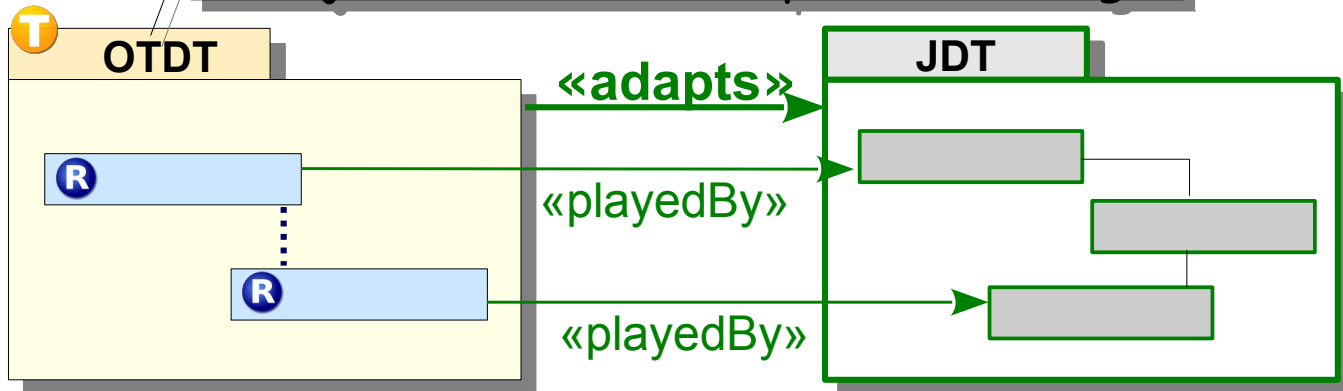 T
OTDT
JDT
«adapts»
R
«playedBy»
R
«playedBy»